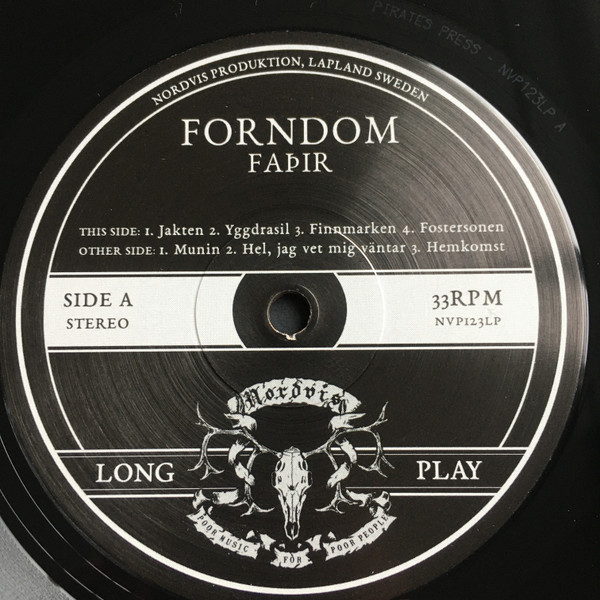 PIRATES PRESS - NVP123LP A
NORDVIS PRODUKTION, LAPLAND SWEDEN
FORNDOM
FAÞIR
THIS SIDE: 1. Jakten 2. Yggdrasil 3. Finnmarken 4. Fostersonen
OTHER SIDE: 1. Munin 2. Hel, jag vet mig väntar 3. Hemkomst
SIDE A
STEREO
33RPM
NVP123LP
Nordvis
LONG PLAY
POOR MUSIC FÖR POOR PEOPLE